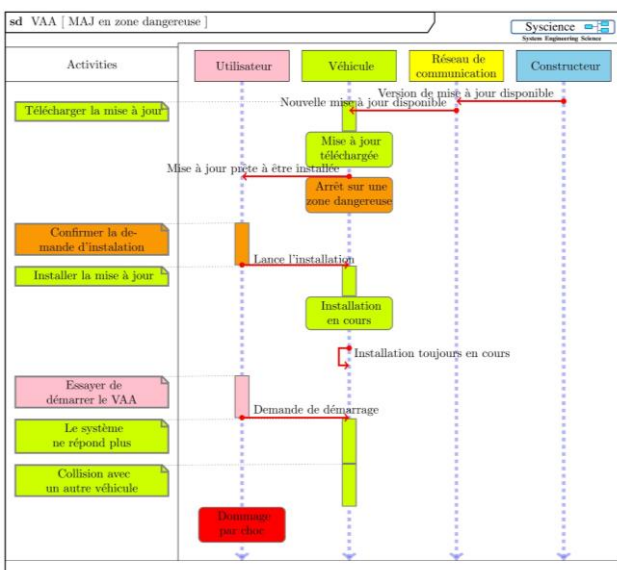 sd VAA [ MAJ en zone dangereuse ]
Syscience
System Engineering Science
Activities
Utilisateur
Véhicule
Réseau de
communication
Constructeur
Version de mise à jour disponible
Nouvelle mise à jour disponible
Télécharger la mise à jour
Mise à jour
téléchargée
Mise à jour prête à être installée
Arrêt sur une
zone dangereuse
Confirmer la de-
mande d'instalation
Lance l'installation
Installer la mise à jour
Installation
en cours
Installation toujours en cours
Essayer de
démarrer le VAA
Demande de démarrage
Le système
ne répond plus
Collision avec
un autre véhicule
Dommage
par choc